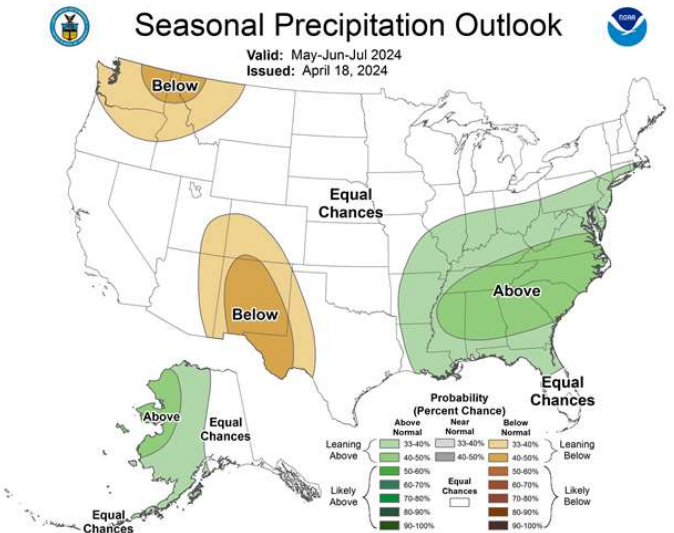 Seasonal Precipitation Outlook
NOAA
Valid: May-Jun-Jul 2024
Issued: April 18, 2024
Below
Equal
Chances
Above
Below
Equal
Chances
Above
Equal
Chances
Equal
Chances
Probability
(Percent Chance)
Above
Normal
Near
Normal
Below
Normal
Leaning
Above
33-40%
40-50%
33-40%
40-50%
33-40%
40-50%
Leaning
Below
Likely
Above
50-60%
60-70%
70-80%
80-90%
90-100%
Equal
Chances
50-60%
60-70%
70-80%
80-90%
90-100%
Likely
Below